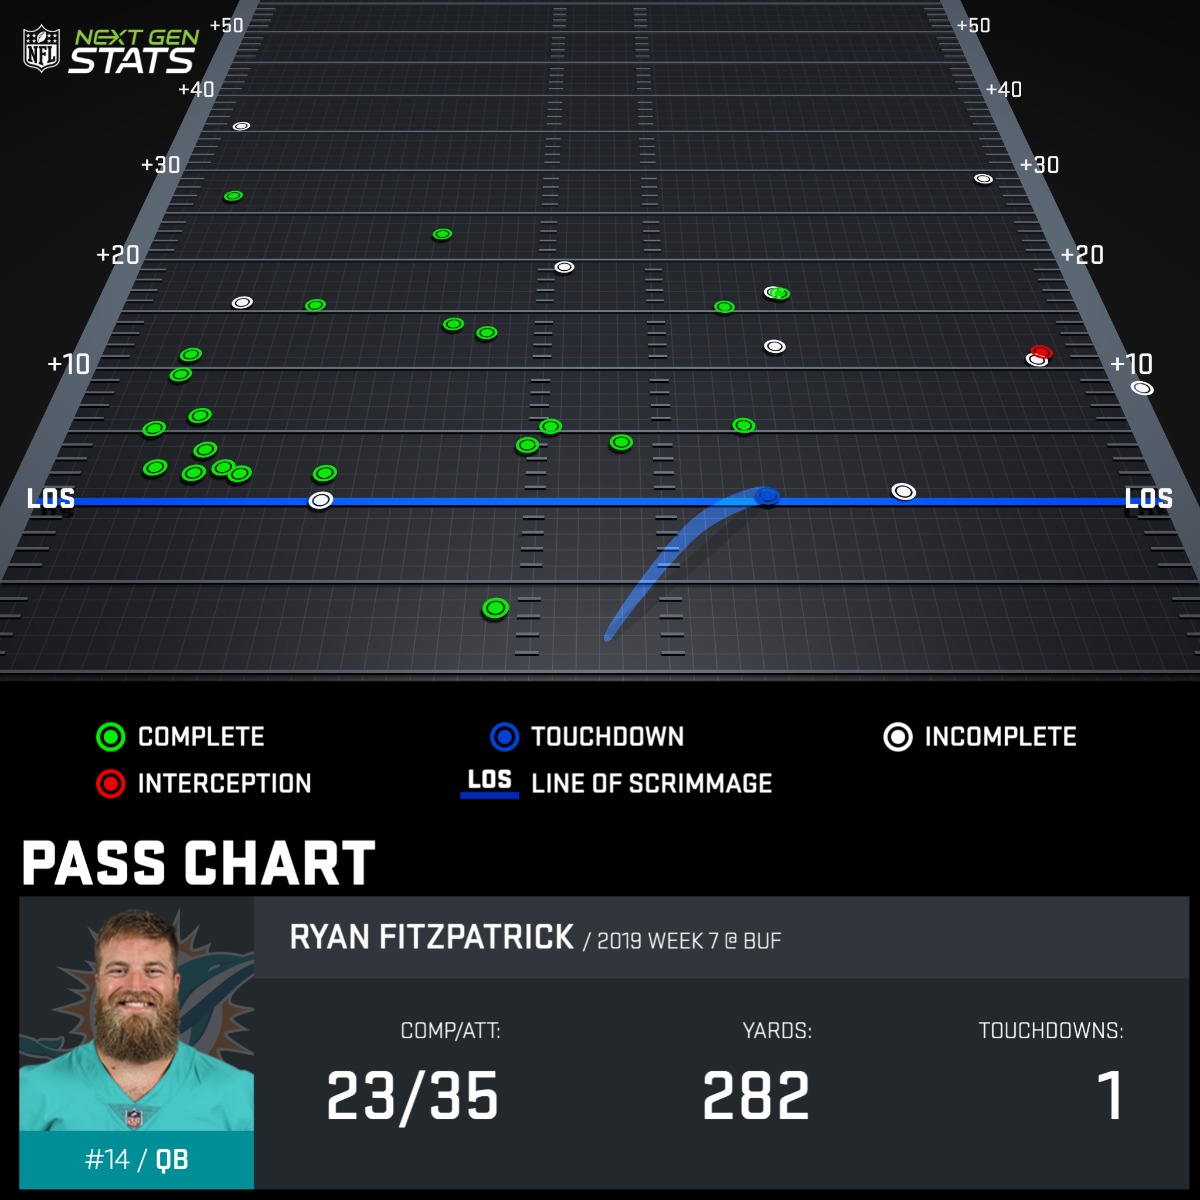 NFL NEXT GEN
STATS
+50 +50
+40 +40
+30 +30
+20 +20
+10 +10
LOS LOS
COMPLETE TOUCHDOWN INCOMPLETE
INTERCEPTION LOS LINE OF SCRIMMAGE
PASS CHART
RYAN FITZPATRICK / 2019 WEEK 7 @ BUF
COMP/ATT: YARDS: TOUCHDOWNS:
23/35 282 1
#14 / QB